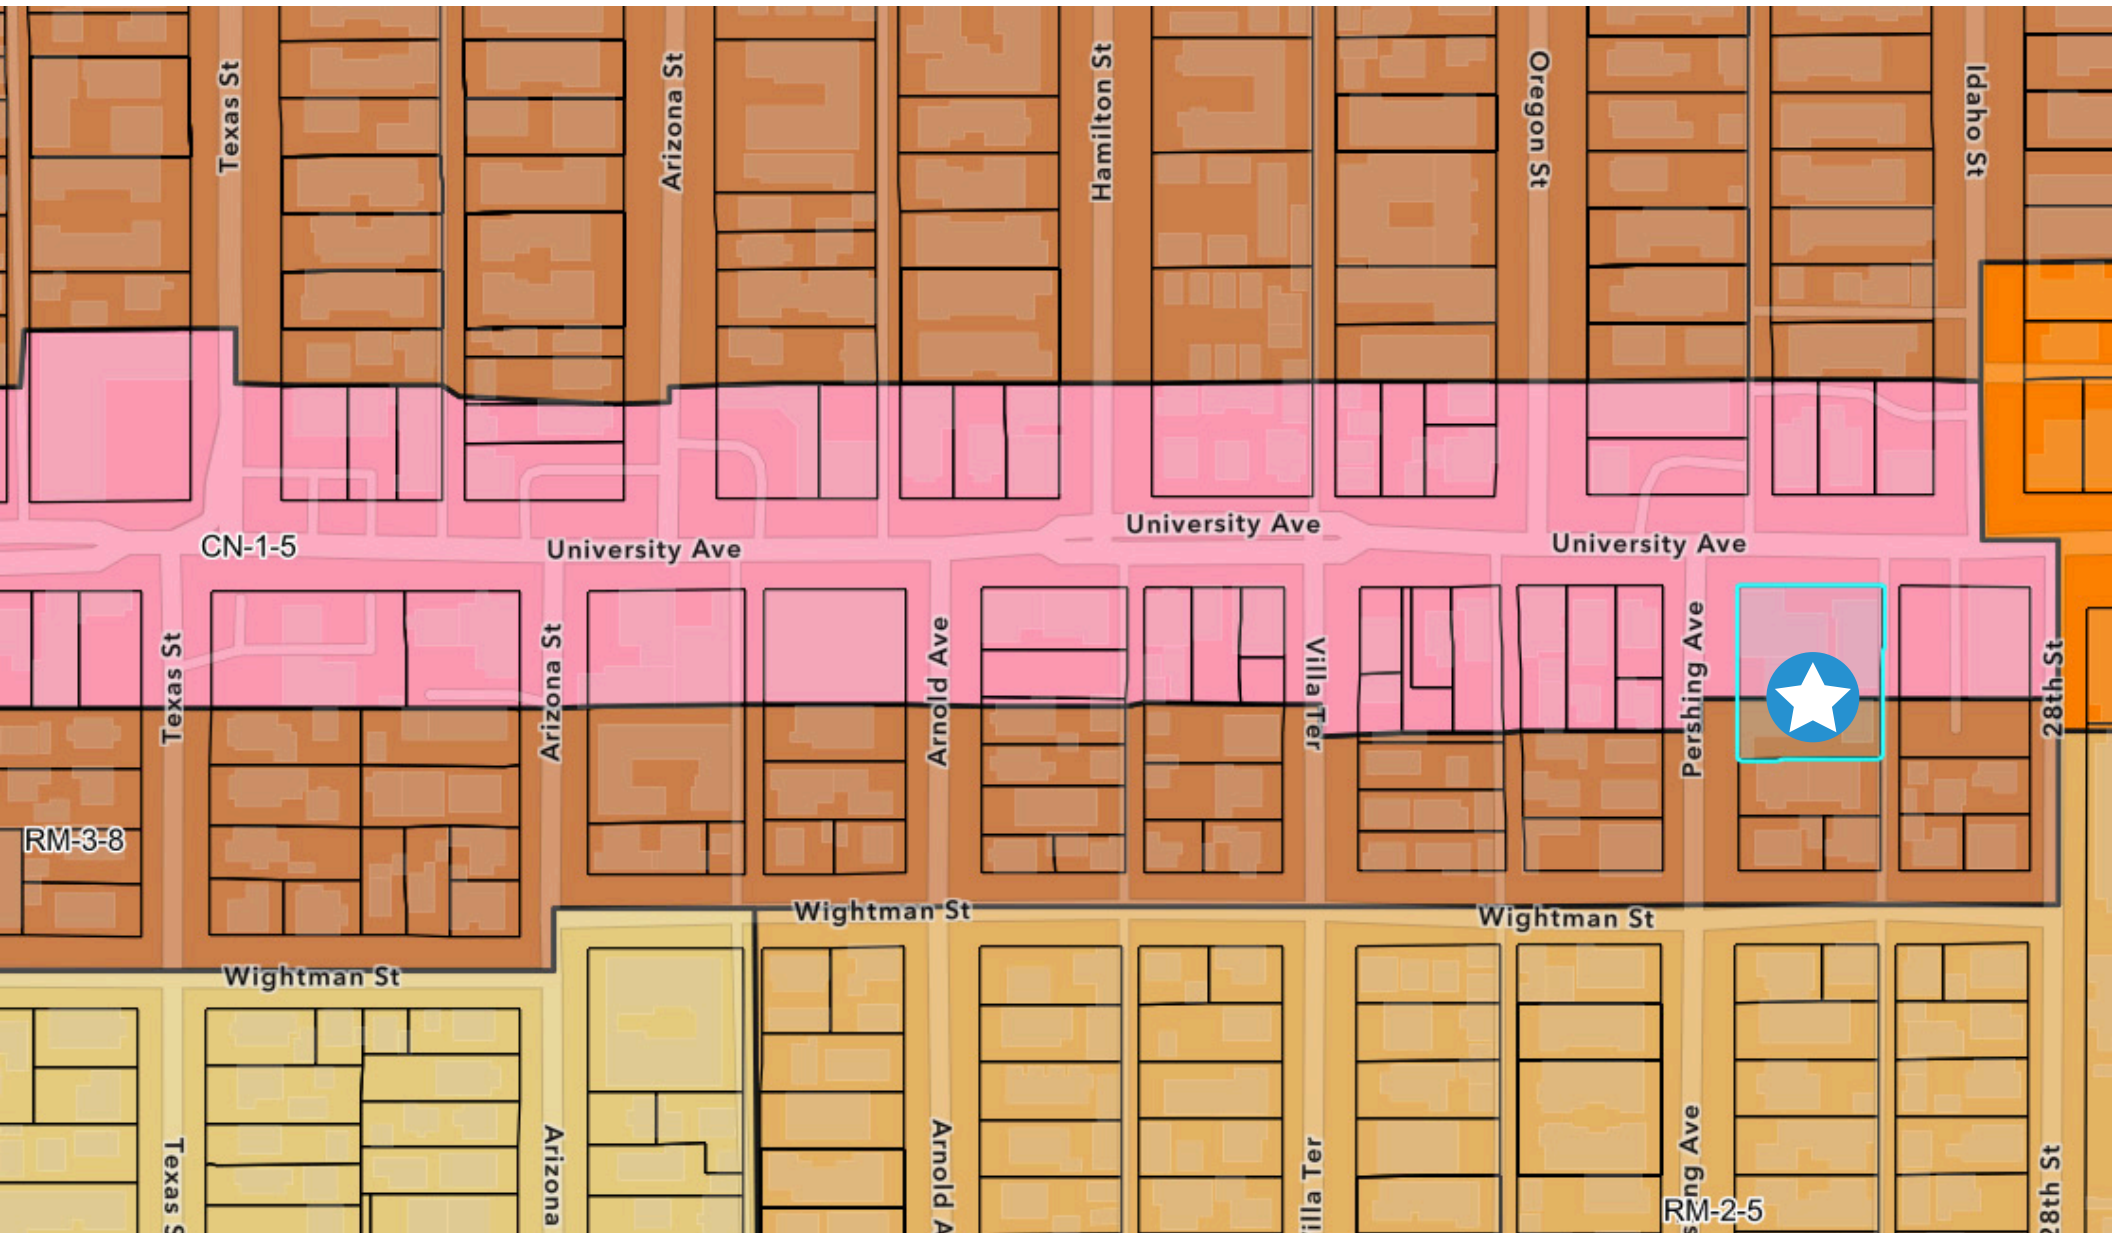 Texas St
Arizona St
Hamilton St
Oregon St
Idaho St
University Ave
University Ave
University Ave
CN-1-5
Texas St
Arizona St
Arnold Ave
Villa Ter
Pershing Ave
28th St
RM-3-8
Wightman St
Wightman St
Wightman St
Texas S
Arizona
Arnold A
illa Ter
ng Ave
28th St
RM-2-5